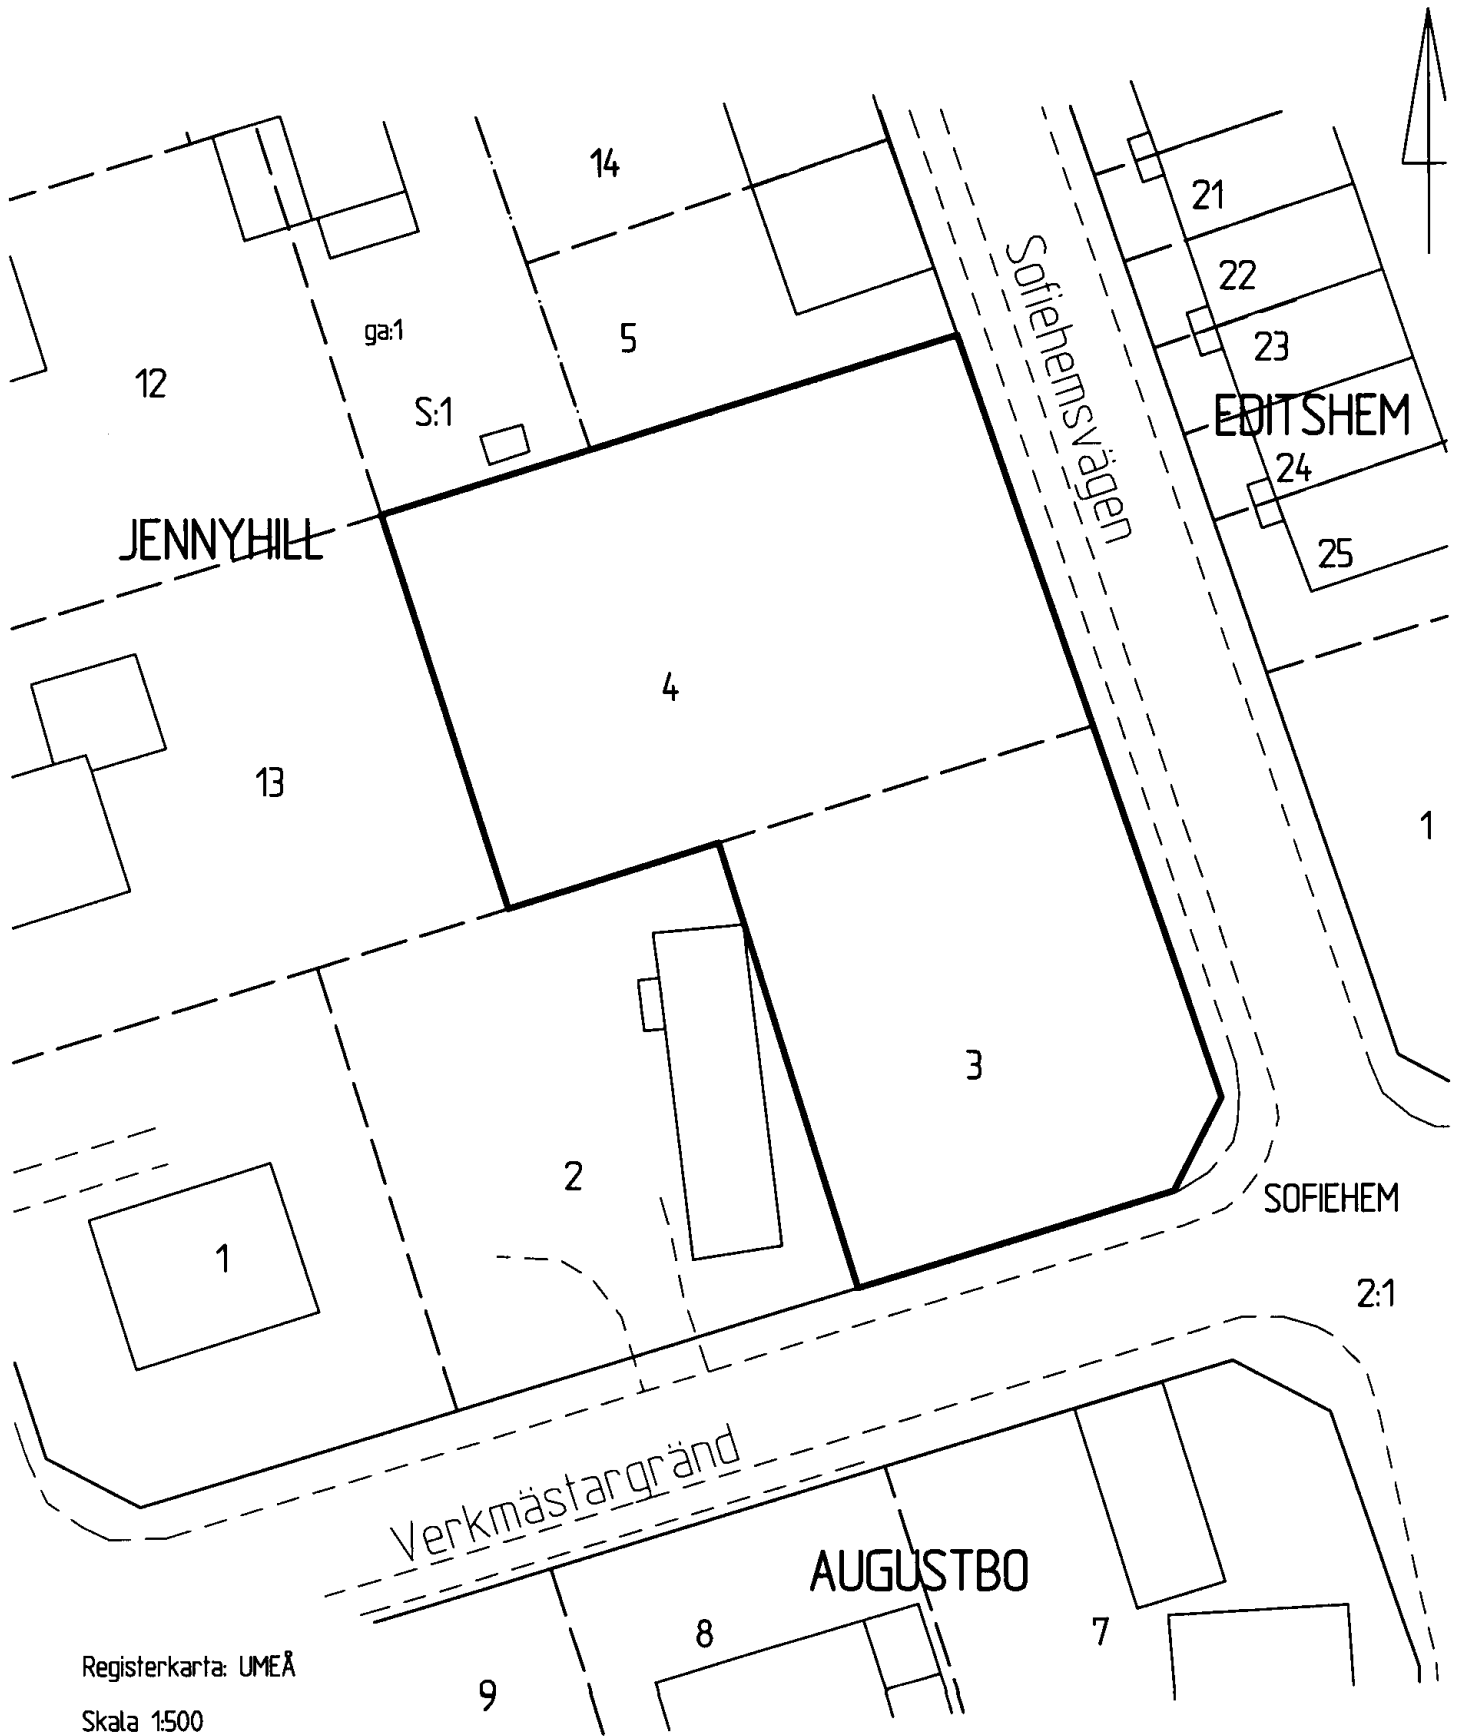 14
21
22
23
24
25
EDITSHEM
Sofiehemsvägen
ga:1
5
12
S:1
JENNYHILL
4
13
1
3
2
1
SOFIEHEM
2:1
Verkmästargränd
AUGUSTBO
8
7
9
Registerkarta: UMEÅ
Skala 1:500